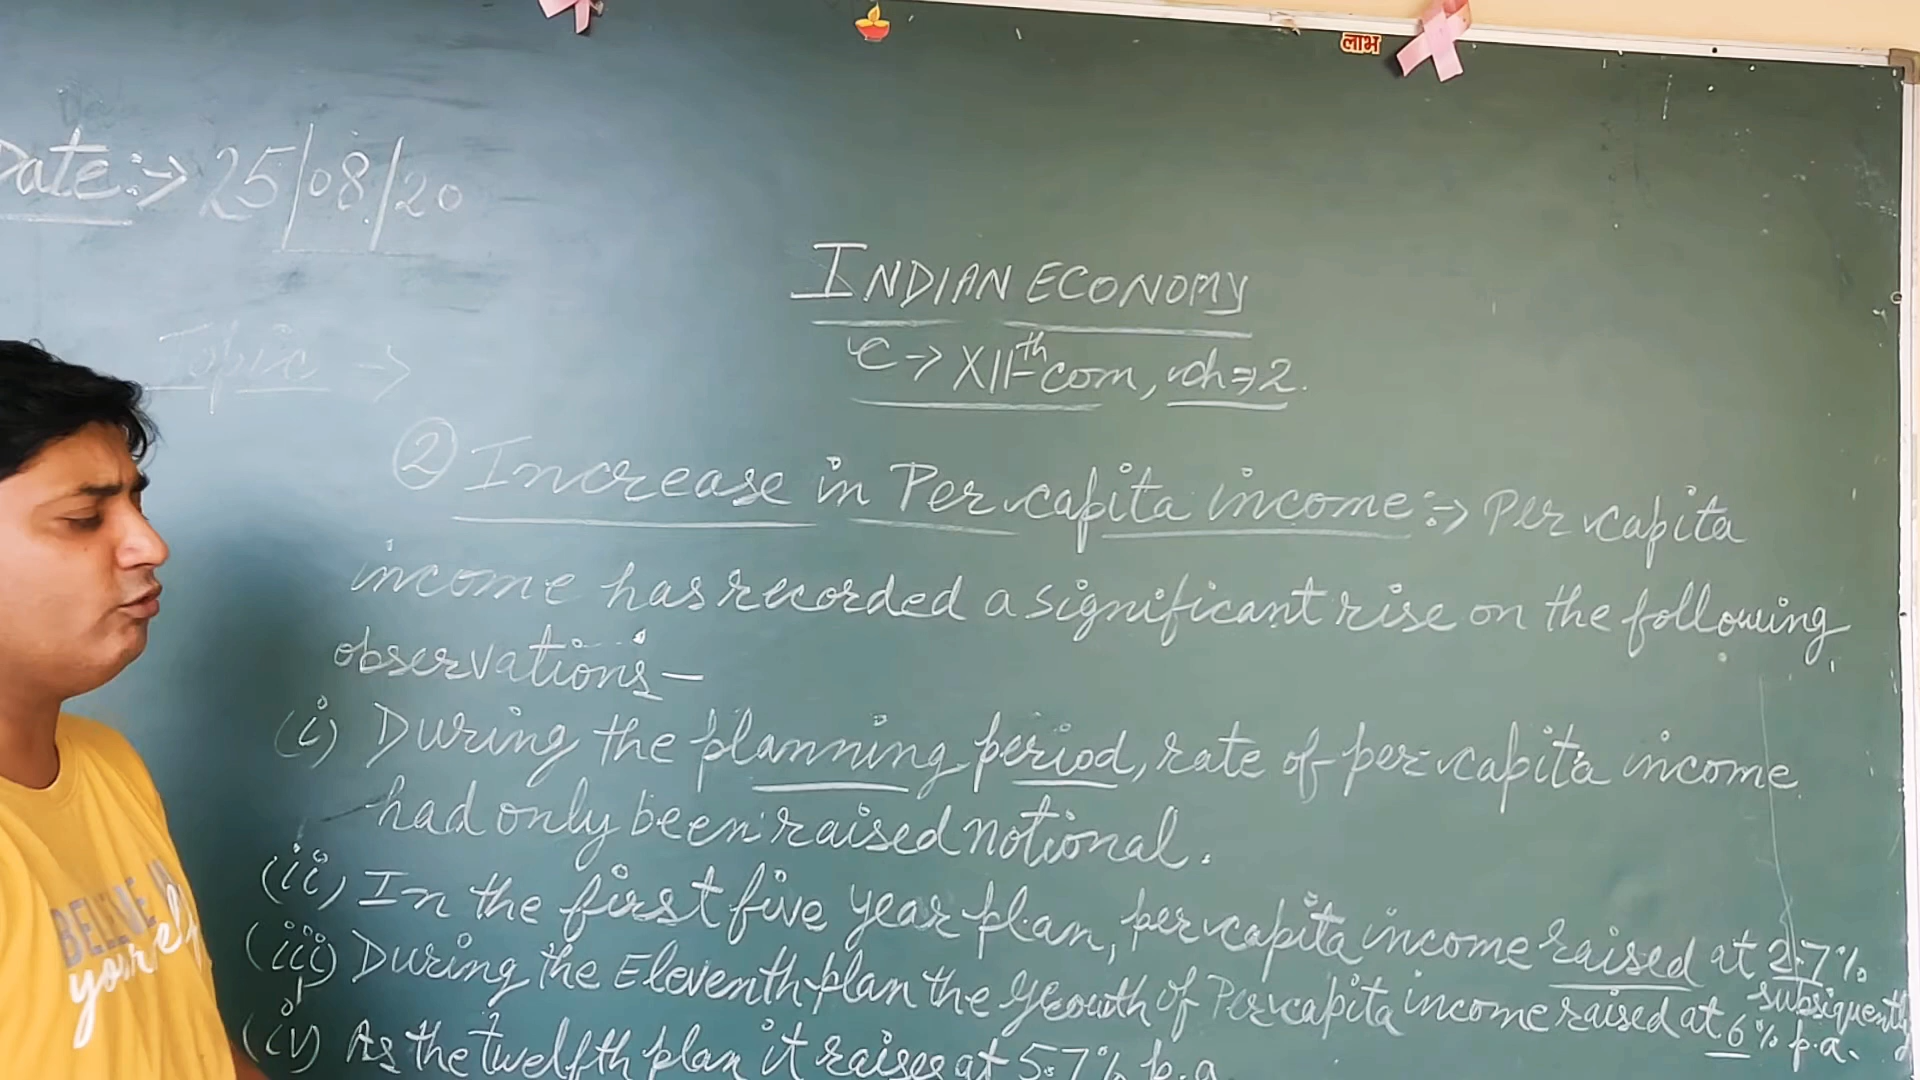 लाभ
Date :→ 25/08/20
INDIAN ECONOMY
C → XIIth com, ch ⇒ 2.
Topic →
② Increase in Per capita income :→ Per capita
income has recorded a significant rise on the following
observations –
(i) During the planning period, rate of per capita income
had only been raised notional.
(ii) In the first five year plan, per capita income raised at 2.7%
subsiquently
(iii) During the Eleventh plan the growth of Per capita income raised at 6% p.a.
(iv) As the twelfth plan it raises at 5.7% p.a
BELIEVE
yourself